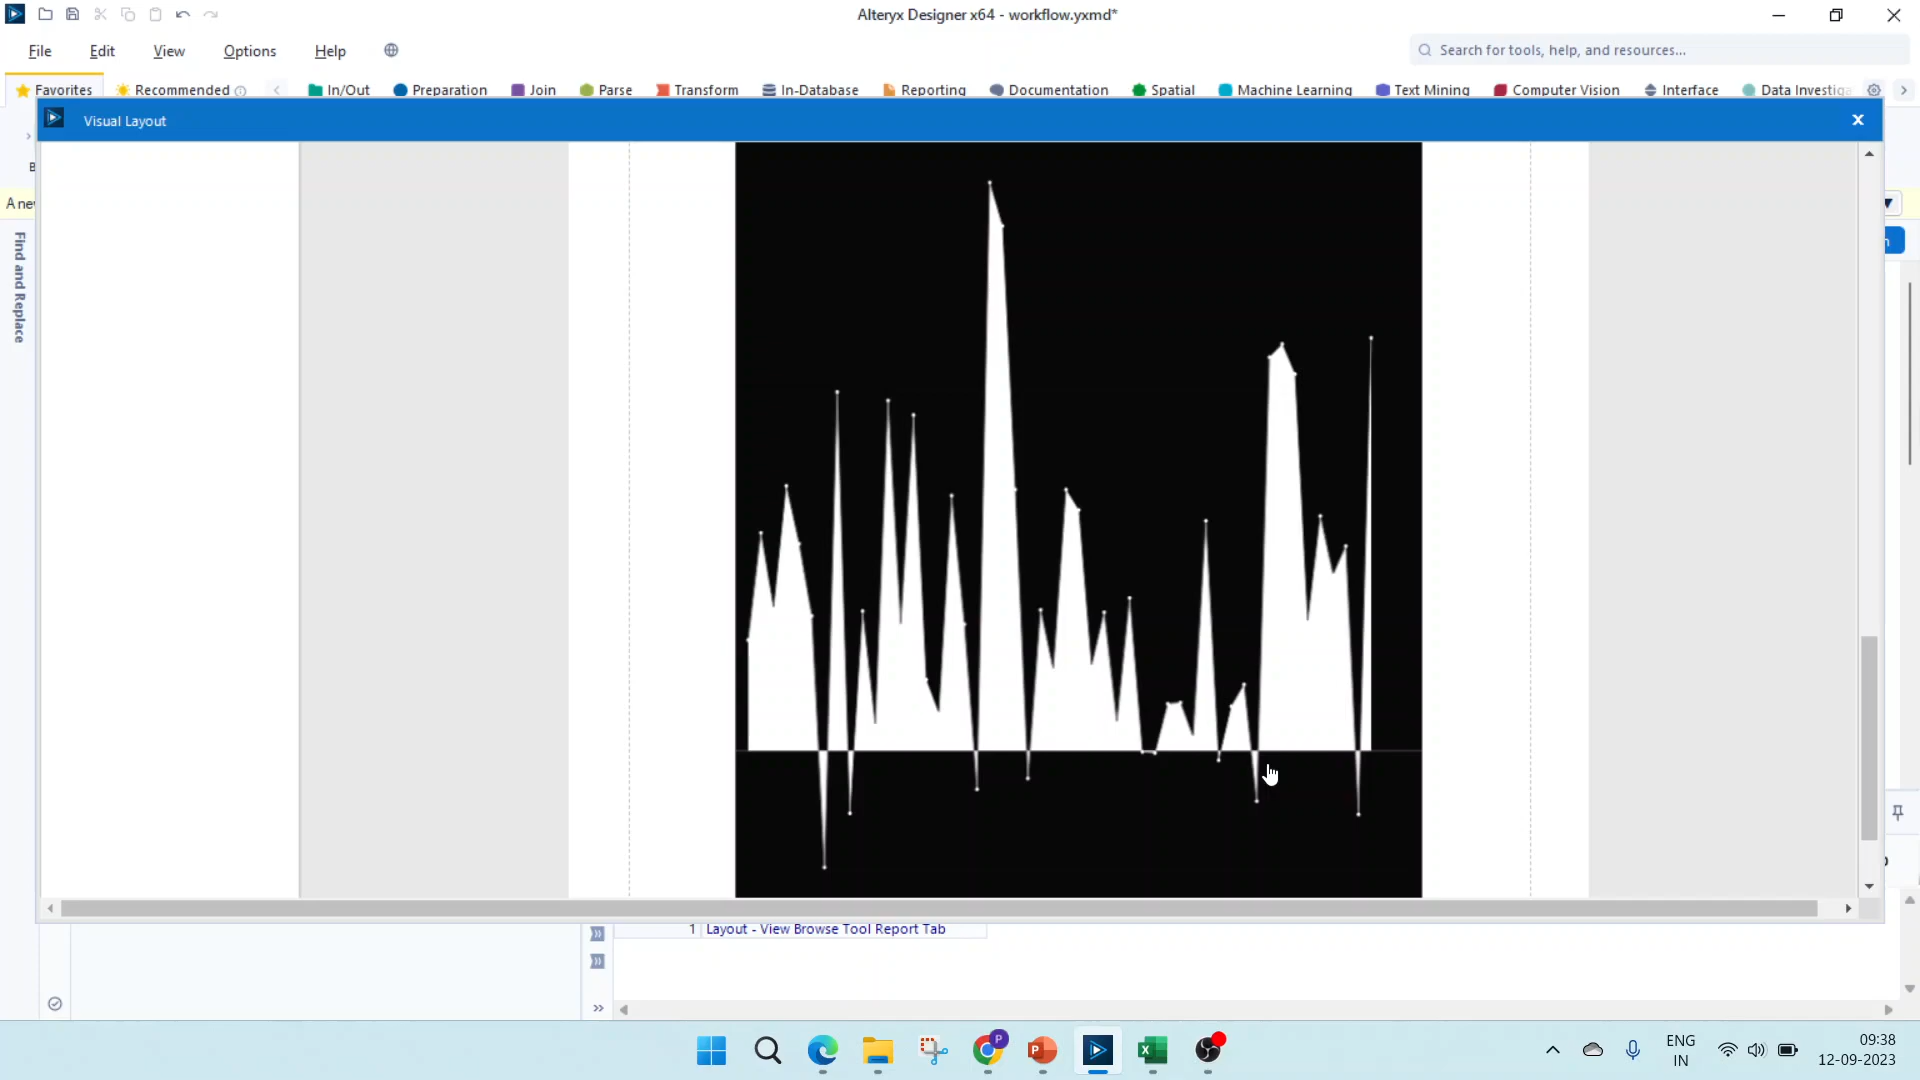 Alteryx Designer x64 - workflow.yxmd*
File Edit View Options Help
Search for tools, help, and resources...
Favorites Recommended In/Out Preparation Join Parse Transform In-Database Reporting Documentation Spatial Machine Learning Text Mining Computer Vision Interface Data Investiga
Visual Layout
A ne
Find and Replace
1 Layout - View Browse Tool Report Tab
ENG
IN
09:38
12-09-2023